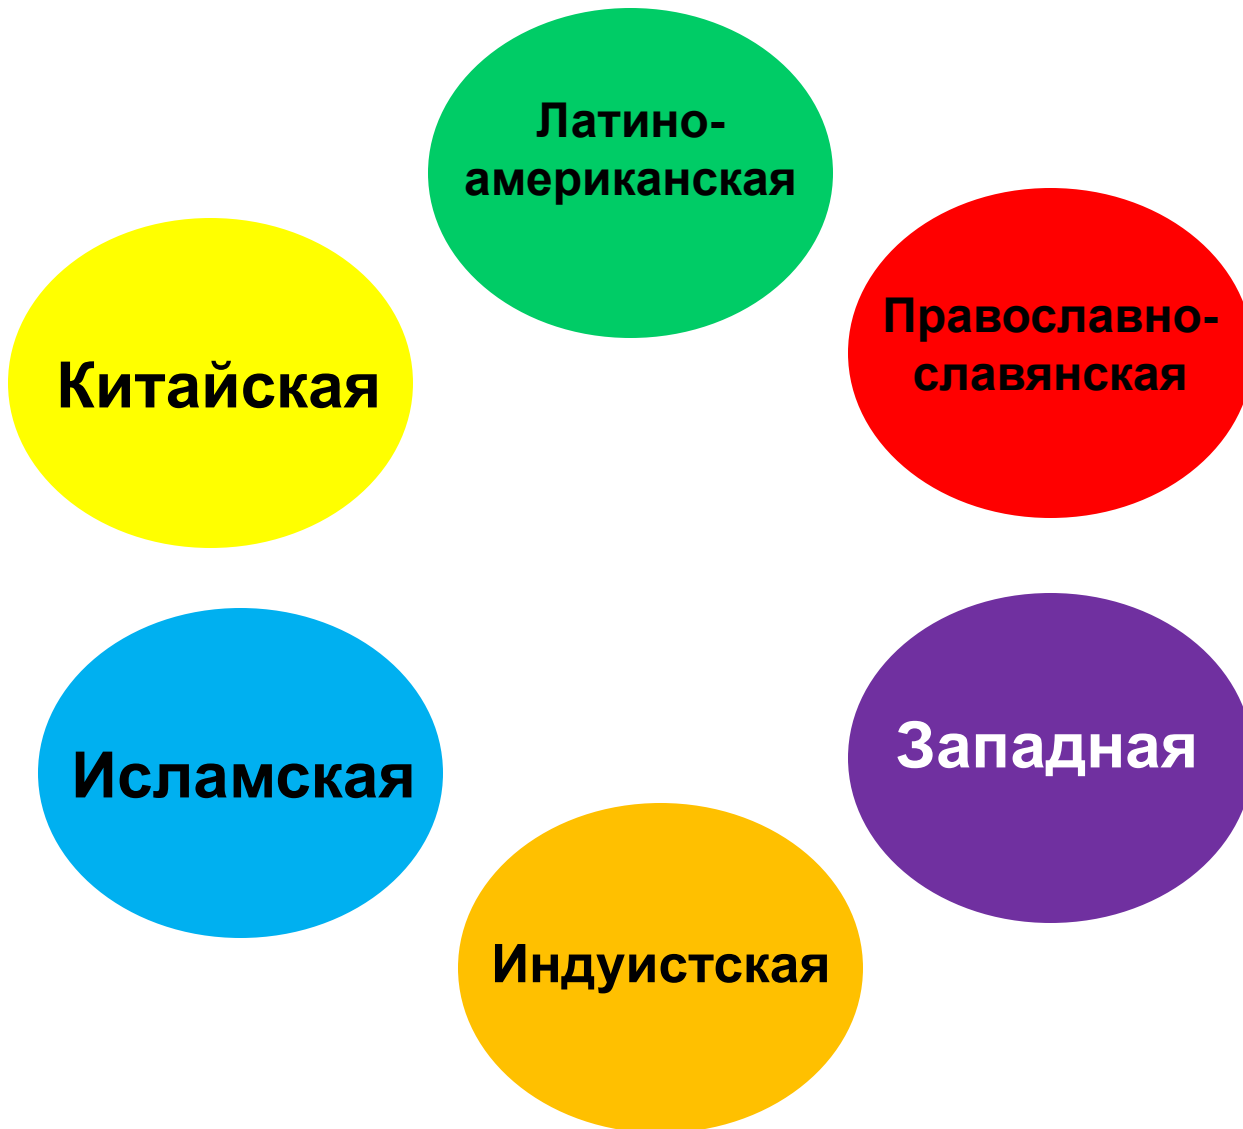 Латино-
американская
Православно-
славянская
Китайская
Западная
Исламская
Индуистская